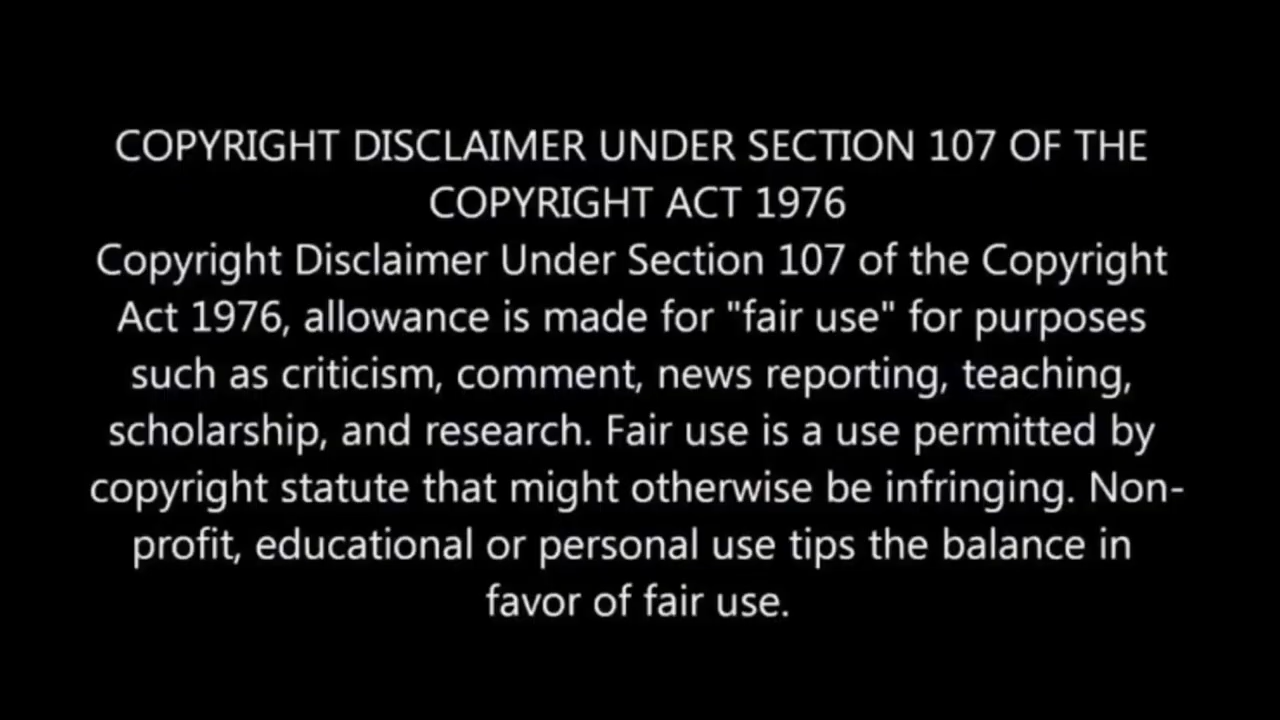 COPYRIGHT DISCLAIMER UNDER SECTION 107 OF THE
COPYRIGHT ACT 1976
Copyright Disclaimer Under Section 107 of the Copyright
Act 1976, allowance is made for "fair use" for purposes
such as criticism, comment, news reporting, teaching,
scholarship, and research. Fair use is a use permitted by
copyright statute that might otherwise be infringing. Non-
profit, educational or personal use tips the balance in
favor of fair use.